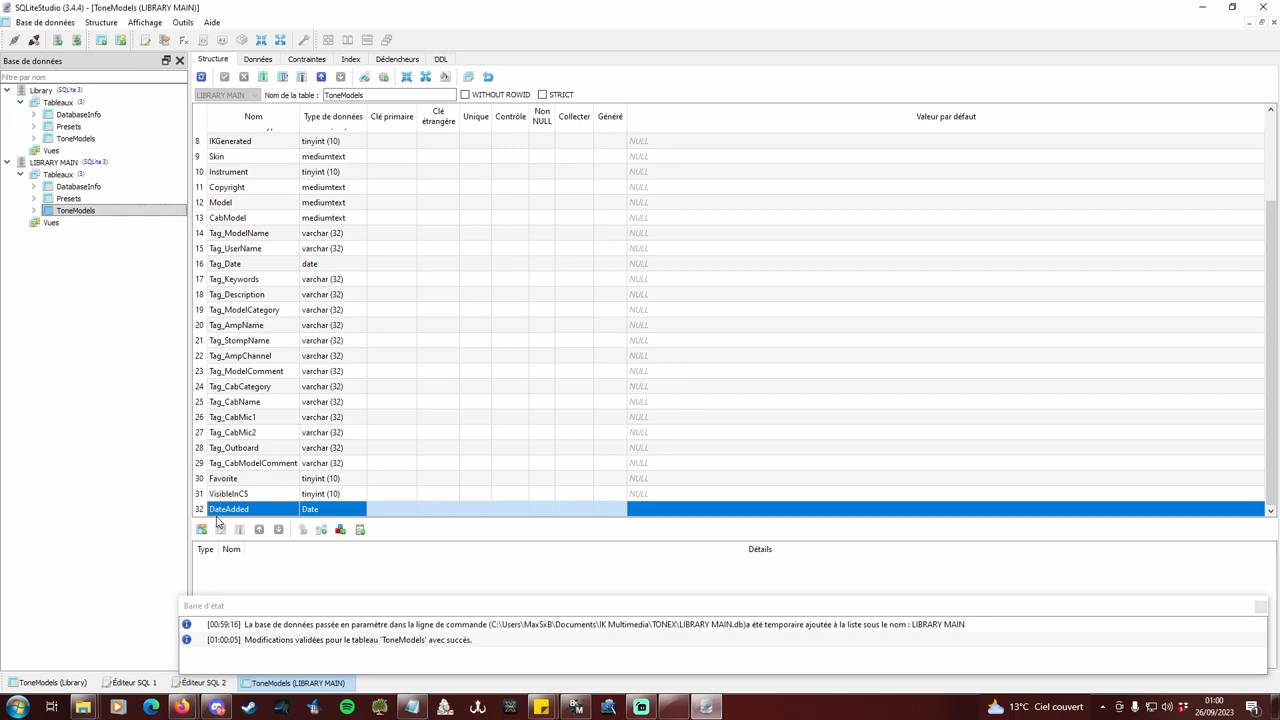 SQLiteStudio (3.4.4) - [ToneModels (LIBRARY MAIN)]
Base de données Structure Affichage Outils Aide
Base de données
Filtre par nom
Library (SQLite 3)
Tableaux (3)
DatabaseInfo
Presets
ToneModels
Vues
LIBRARY MAIN (SQLite 3)
Tableaux (3)
DatabaseInfo
Presets
ToneModels
Vues
Structure Données Contraintes Index Déclencheurs DDL
LIBRARY MAIN Nom de la table : ToneModels WITHOUT ROWID STRICT
Nom Type de données Clé primaire Clé étrangère Unique Contrôle Non NULL Collecter Généré Valeur par défaut
8 IKGenerated tinyint (10) NULL
9 Skin mediumtext NULL
10 Instrument tinyint (10) NULL
11 Copyright mediumtext NULL
12 Model mediumtext NULL
13 CabModel mediumtext NULL
14 Tag_ModelName varchar (32) NULL
15 Tag_UserName varchar (32) NULL
16 Tag_Date date NULL
17 Tag_Keywords varchar (32) NULL
18 Tag_Description varchar (32) NULL
19 Tag_ModelCategory varchar (32) NULL
20 Tag_AmpName varchar (32) NULL
21 Tag_StompName varchar (32) NULL
22 Tag_AmpChannel varchar (32) NULL
23 Tag_ModelComment varchar (32) NULL
24 Tag_CabCategory varchar (32) NULL
25 Tag_CabName varchar (32) NULL
26 Tag_CabMic1 varchar (32) NULL
27 Tag_CabMic2 varchar (32) NULL
28 Tag_Outboard varchar (32) NULL
29 Tag_CabModelComment varchar (32) NULL
30 Favorite tinyint (10) NULL
31 VisibleInCS tinyint (10) NULL
32 DateAdded Date
Type Nom Détails
Barre d'état
[00:59:16] La base de données passée en paramètre dans la ligne de commande (C:\Users\MaxSxB\Documents\IK Multimedia\TONEX\LIBRARY MAIN.db)a été temporaire ajoutée à la liste sous le nom : LIBRARY MAIN
[01:00:05] Modifications validées pour le tableau 'ToneModels' avec succès.
ToneModels (Library) Éditeur SQL 1 Éditeur SQL 2 ToneModels (LIBRARY MAIN)
13°C Ciel couvert
01:00
26/09/2023